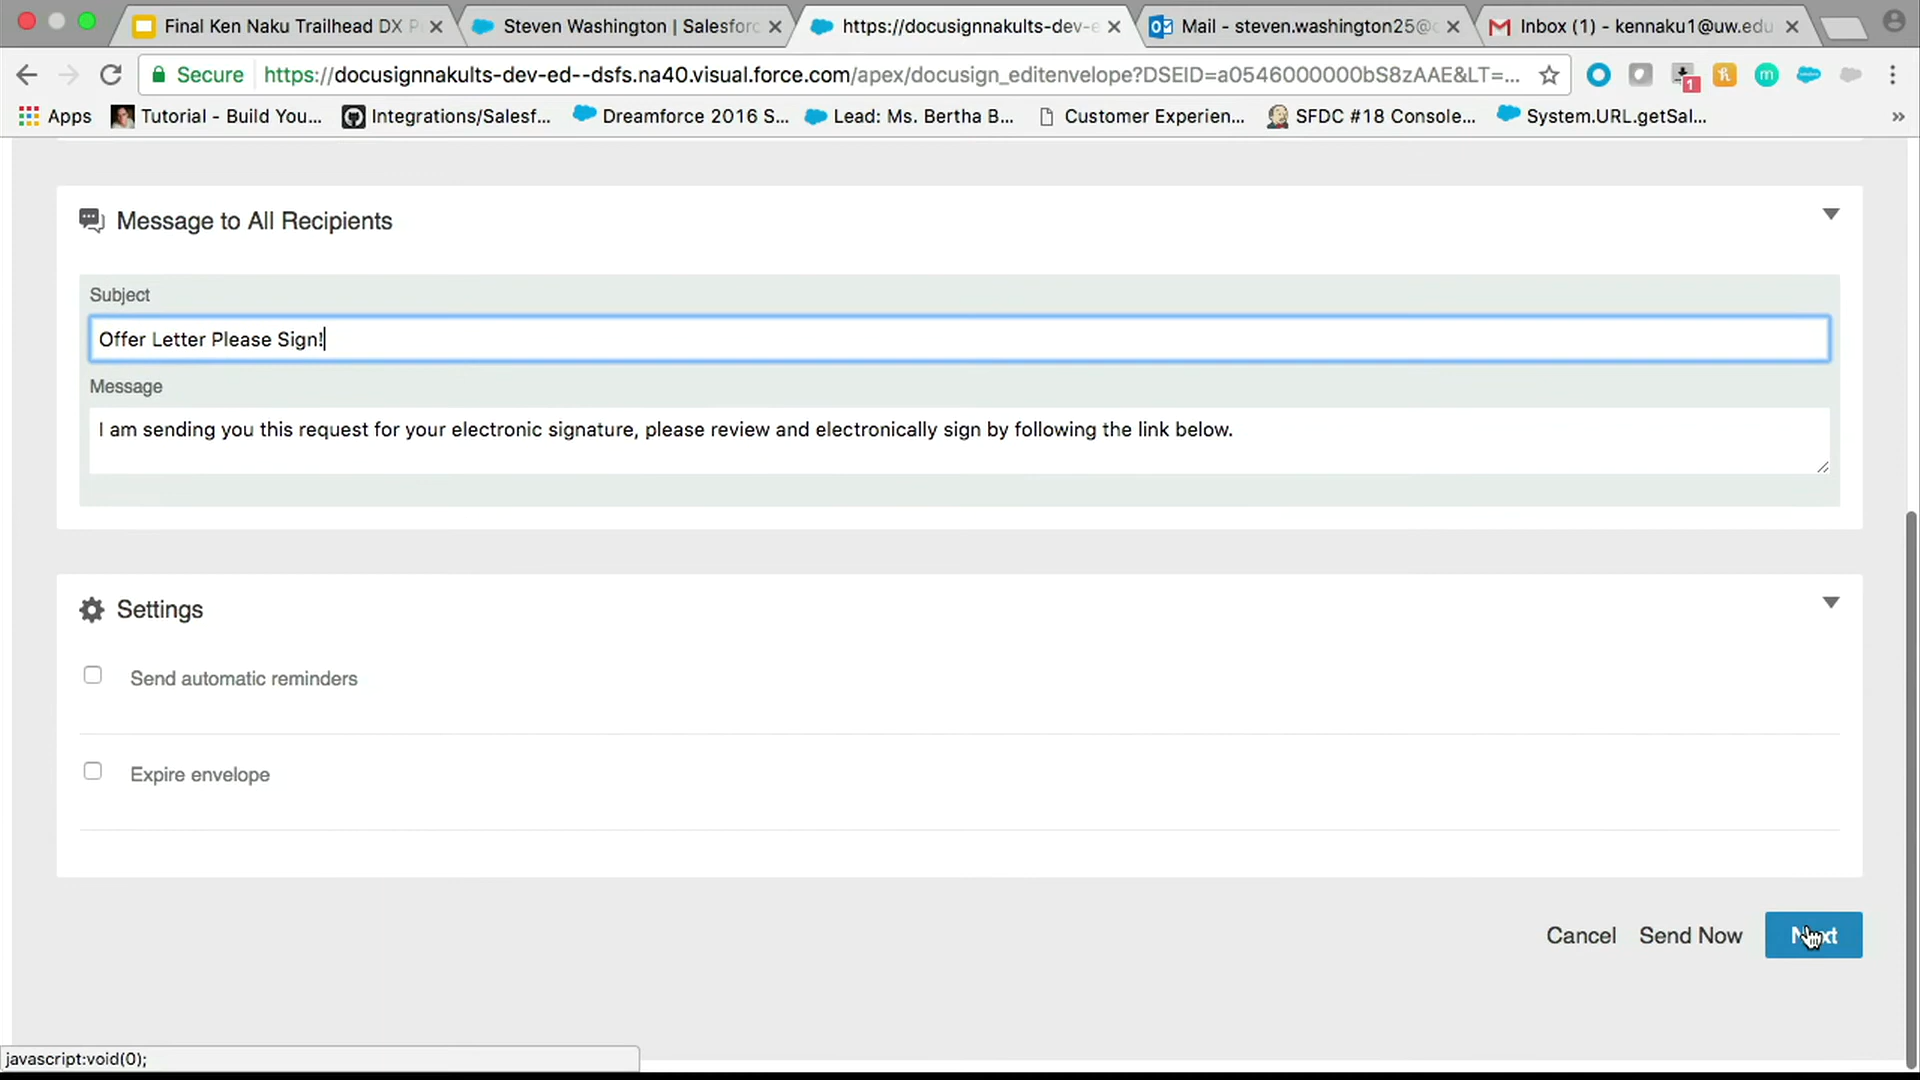 Final Ken Naku Trailhead DX P
Steven Washington | Salesforc
https://docusignnakults-dev-e
Mail - steven.washington25@
Inbox (1) - kennaku1@uw.edu
Secure
https://docusignnakults-dev-ed--dsfs.na40.visual.force.com/apex/docusign_editenvelope?DSEID=a0546000000bS8zAAE&LT=...
1
m
Apps
Tutorial - Build You...
Integrations/Salesf...
Dreamforce 2016 S...
Lead: Ms. Bertha B...
Customer Experien...
SFDC #18 Console...
System.URL.getSal...
»
Message to All Recipients
Subject
Offer Letter Please Sign!
Message
I am sending you this request for your electronic signature, please review and electronically sign by following the link below.
Settings
Send automatic reminders
Expire envelope
Cancel
Send Now
Next
javascript:void(0);